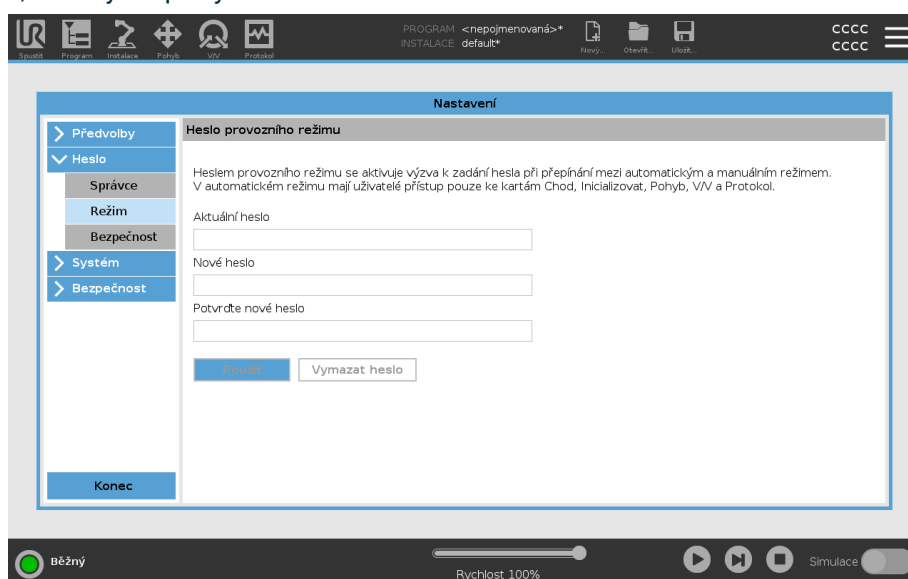 PROGRAM <nepojmenovaná>*
INSTALACE default*
CCCC
CCCC
Spustit Program Instalace Pohyb V/V Protokol Nový... Otevřít... Uložit...
Nastavení
Předvolby
Heslo
Správce
Režim
Bezpečnost
Systém
Bezpečnost
Konec
Heslo provozního režimu
Heslem provozního režimu se aktivuje výzva k zadání hesla při přepínání mezi automatickým a manuálním režimem.
V automatickém režimu mají uživatelé přístup pouze ke kartám Chod, Inicializovat, Pohyb, V/V a Protokol.
Aktuální heslo
Nové heslo
Potvrďte nové heslo
Použít Vymazat heslo
Běžný
Rychlost 100%
Simulace